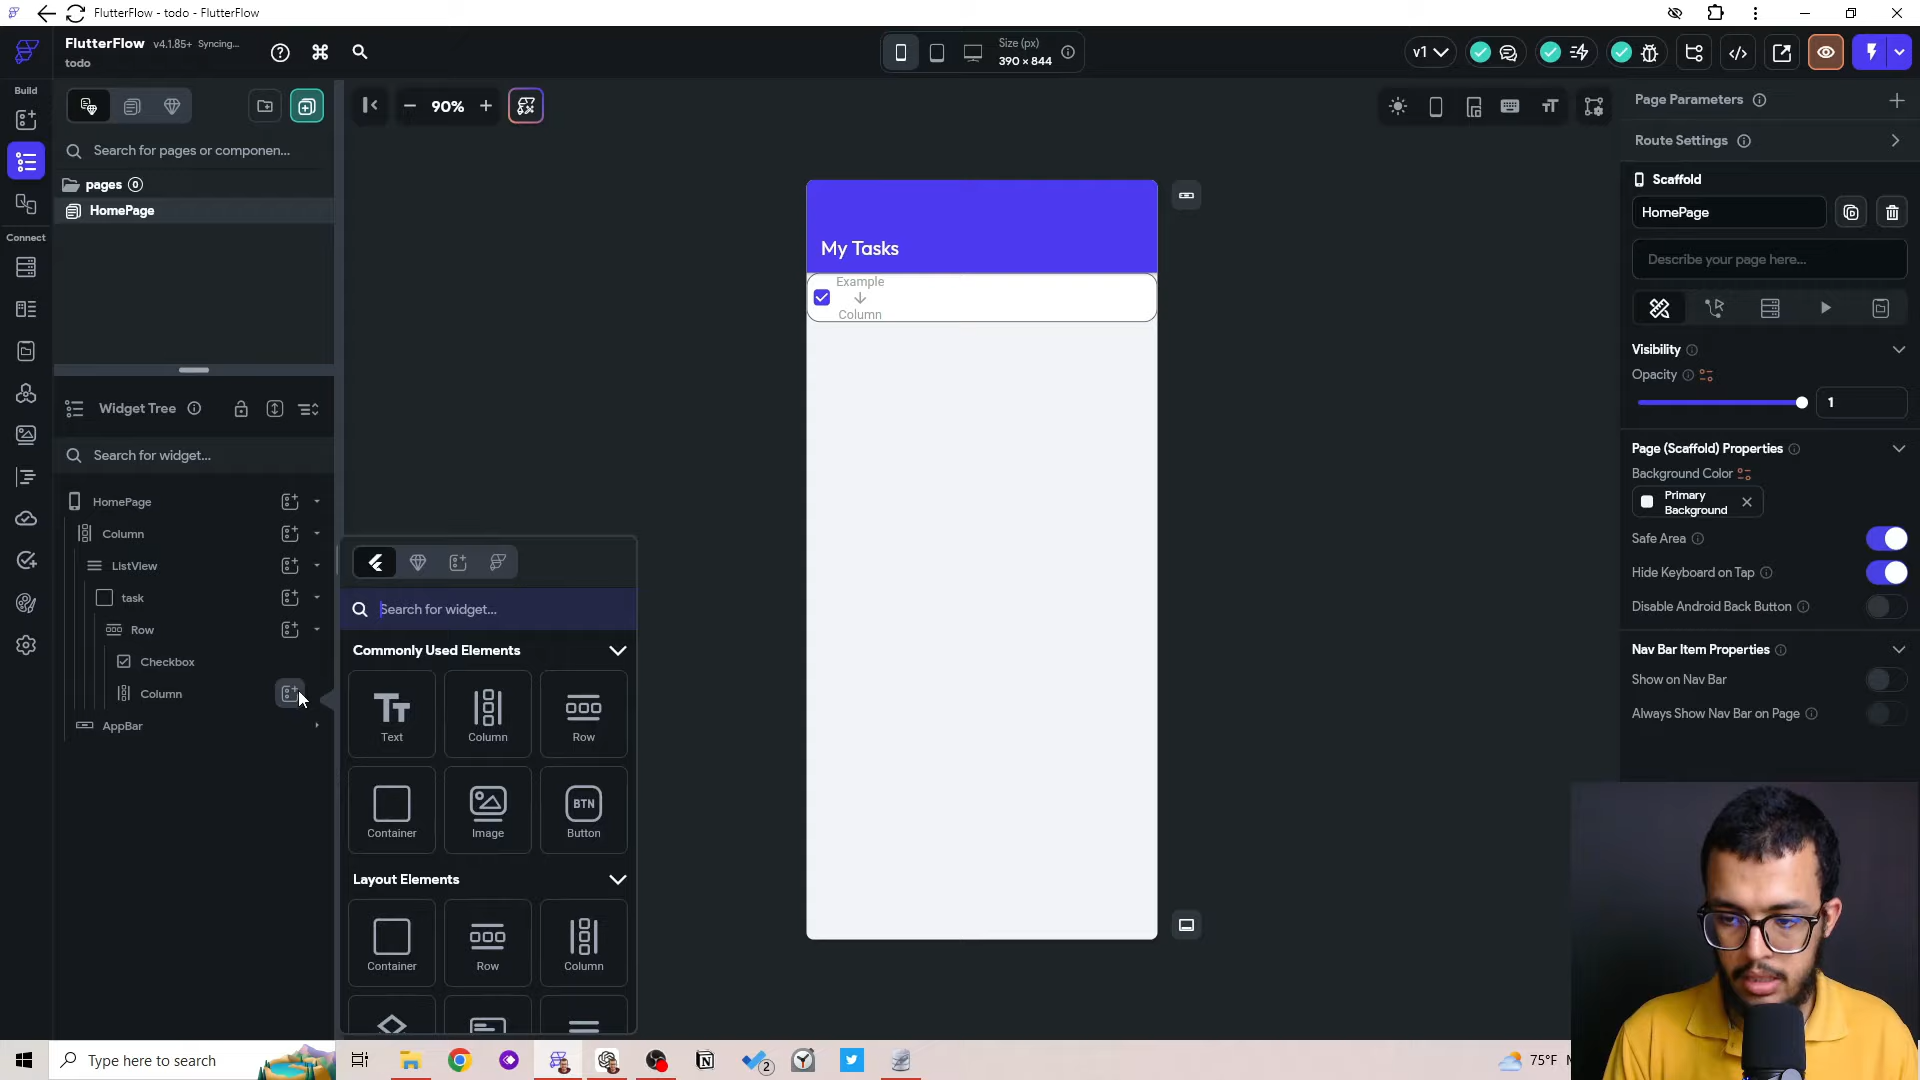 FlutterFlow - todo - FlutterFlow
FlutterFlow v4.1.85+ Syncing...
todo
Size (px)
390 × 844
v1
Build
90%
Search for pages or componen...
pages 0
HomePage
Connect
Widget Tree
Search for widget...
HomePage
Column
ListView
task
Row
Checkbox
Column
AppBar
Search for widget...
Commonly Used Elements
Text
Column
Row
Container
Image
BTN
Button
Layout Elements
Container
Row
Column
My Tasks
Example
Column
Page Parameters
Route Settings
Scaffold
HomePage
Describe your page here...
Visibility
Opacity
1
Page (Scaffold) Properties
Background Color
Primary
Background
Safe Area
Hide Keyboard on Tap
Disable Android Back Button
Nav Bar Item Properties
Show on Nav Bar
Always Show Nav Bar on Page
Type here to search
2
75°F